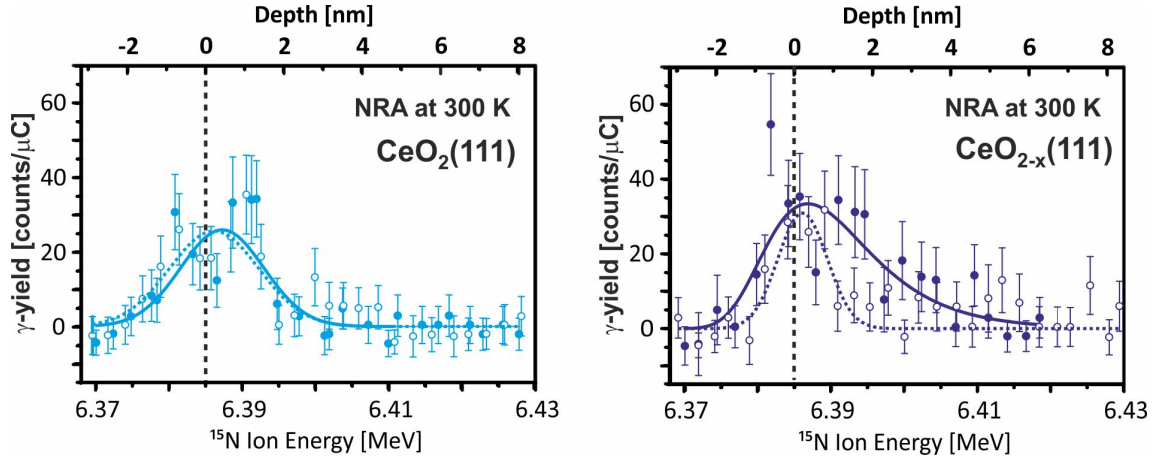 Depth [nm]
-2 0 2 4 6 8
60
40
20
0
γ-yield [counts/μC]
NRA at 300 K
CeO₂(111)
6.37 6.39 6.41 6.43
¹⁵N Ion Energy [MeV]
Depth [nm]
-2 0 2 4 6 8
60
40
20
0
γ-yield [counts/μC]
NRA at 300 K
CeO₂₋ₓ(111)
6.37 6.39 6.41 6.43
¹⁵N Ion Energy [MeV]